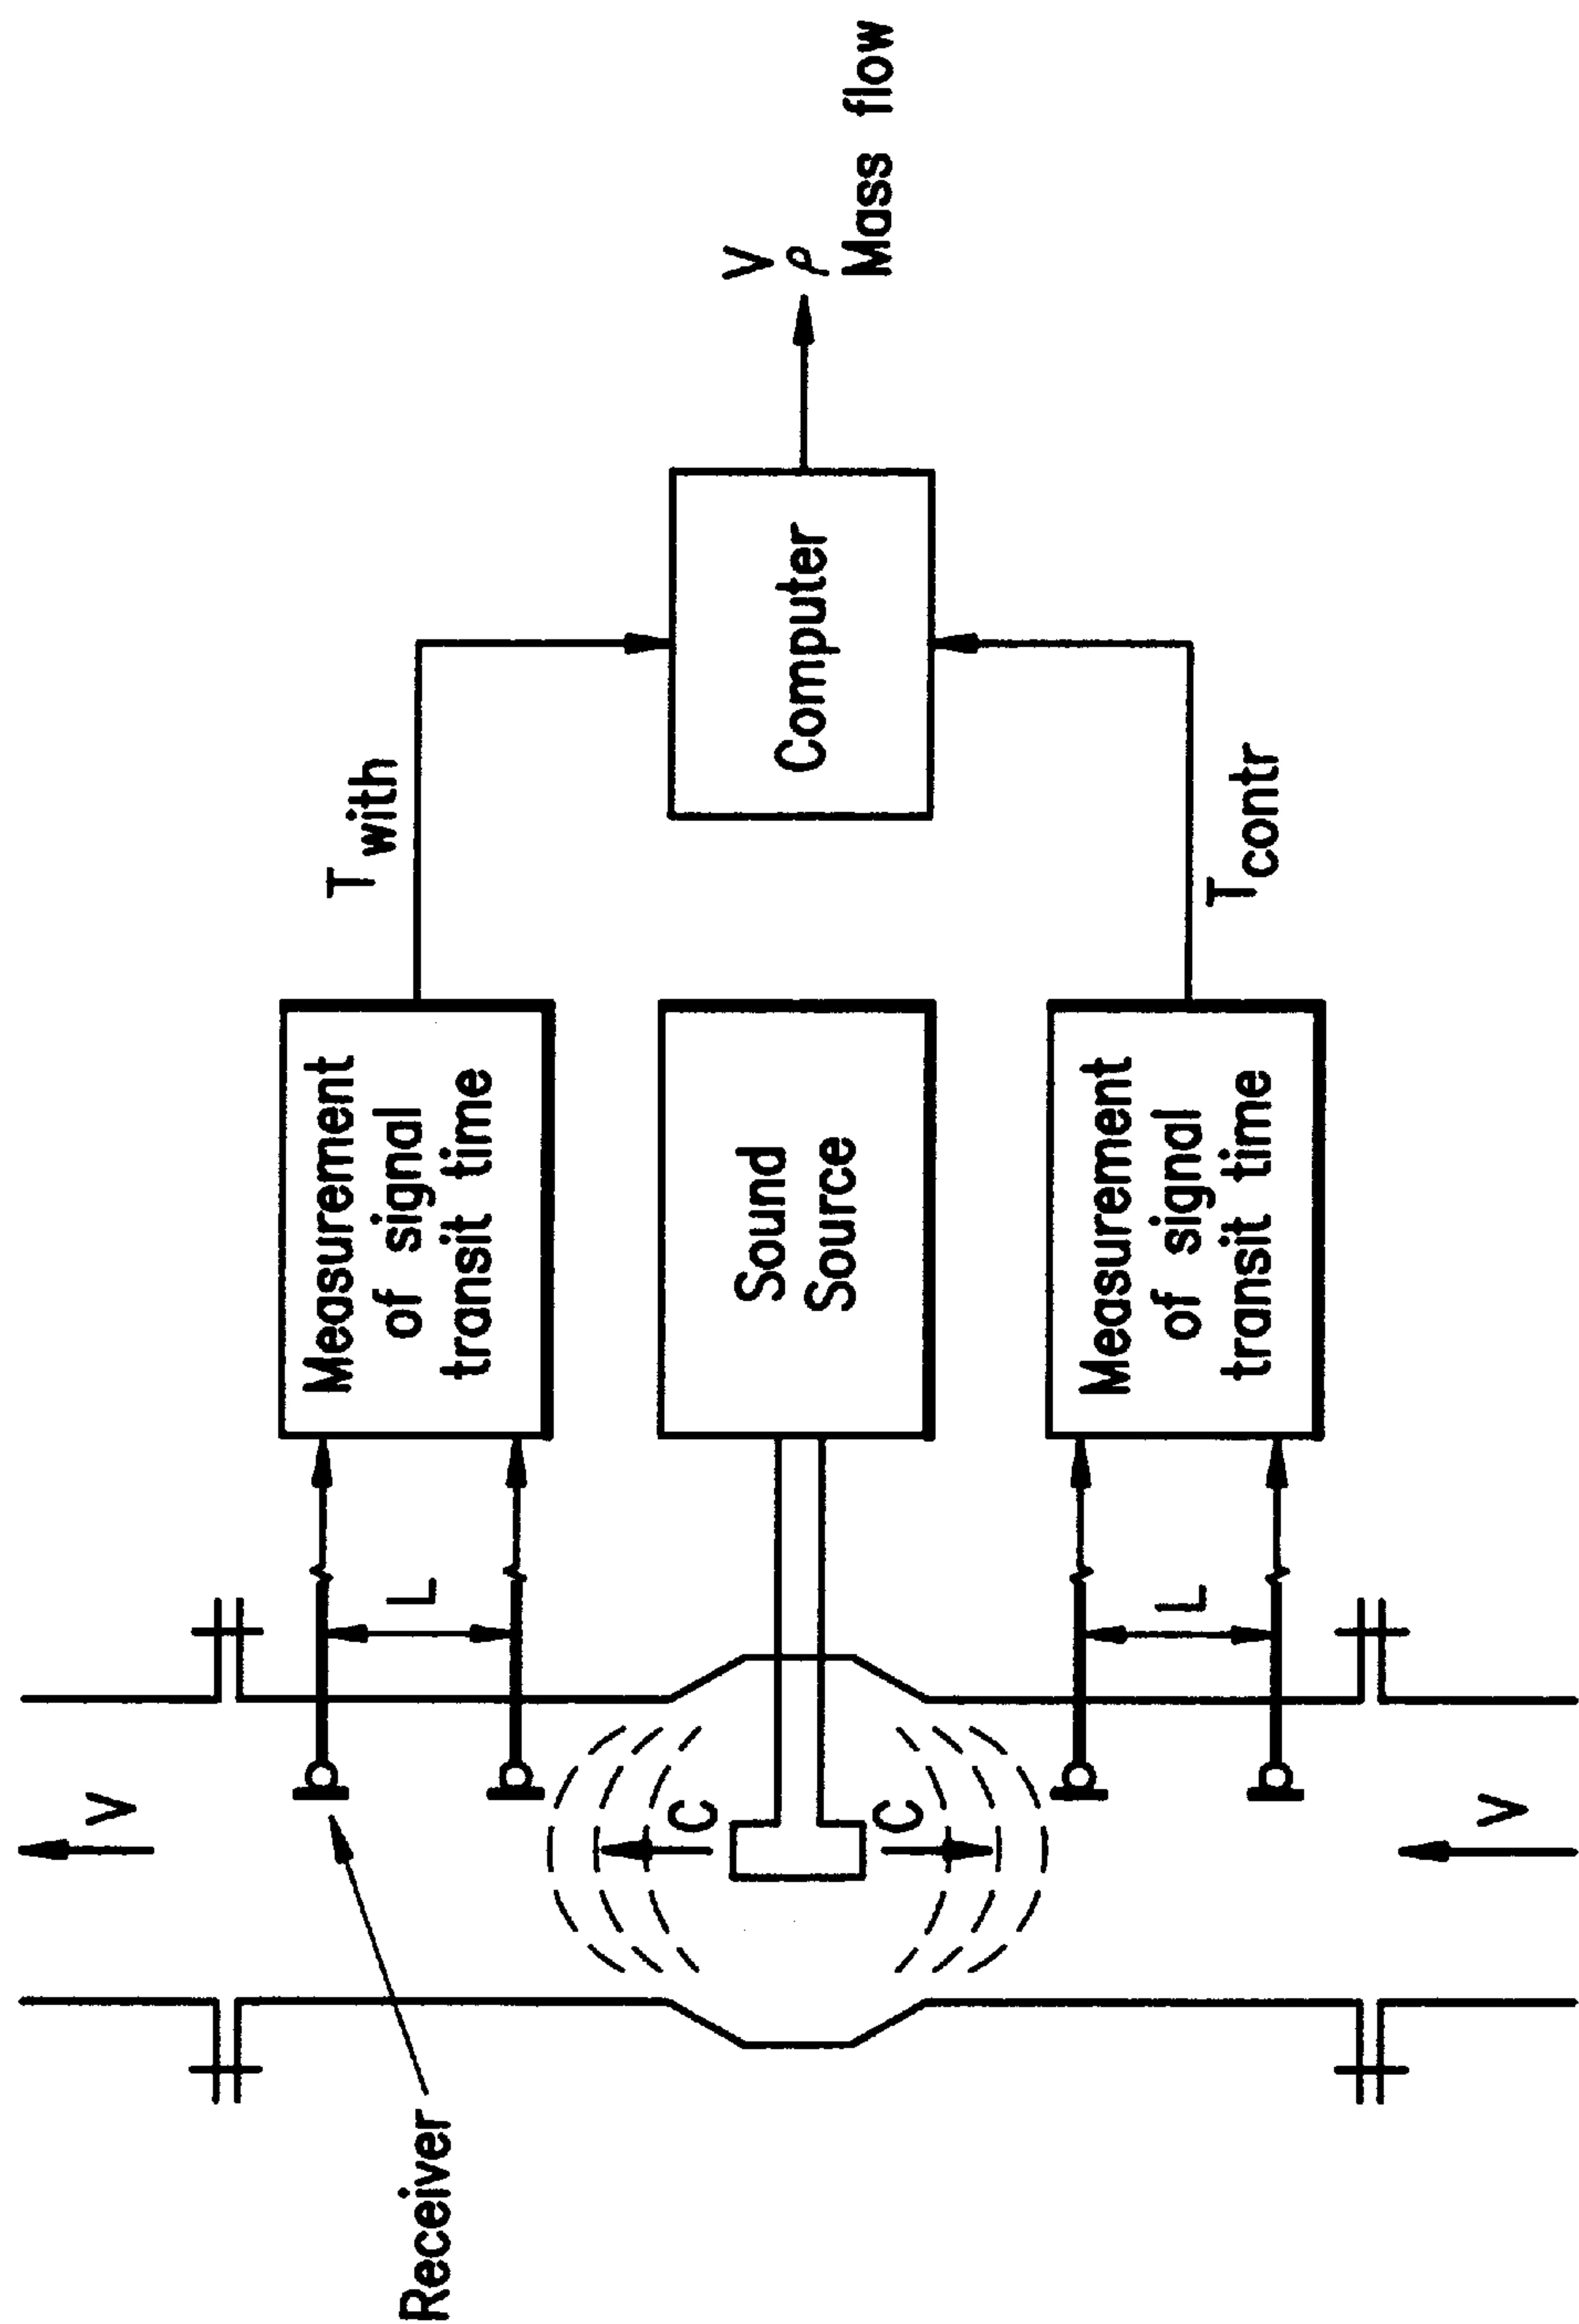 V
ρ
Mass flow
Computer
T with
T contr
Measurement
of signal
transit time
Sound
Source
Measurement
of signal
transit time
L
L
V
C
C
V
Receiver